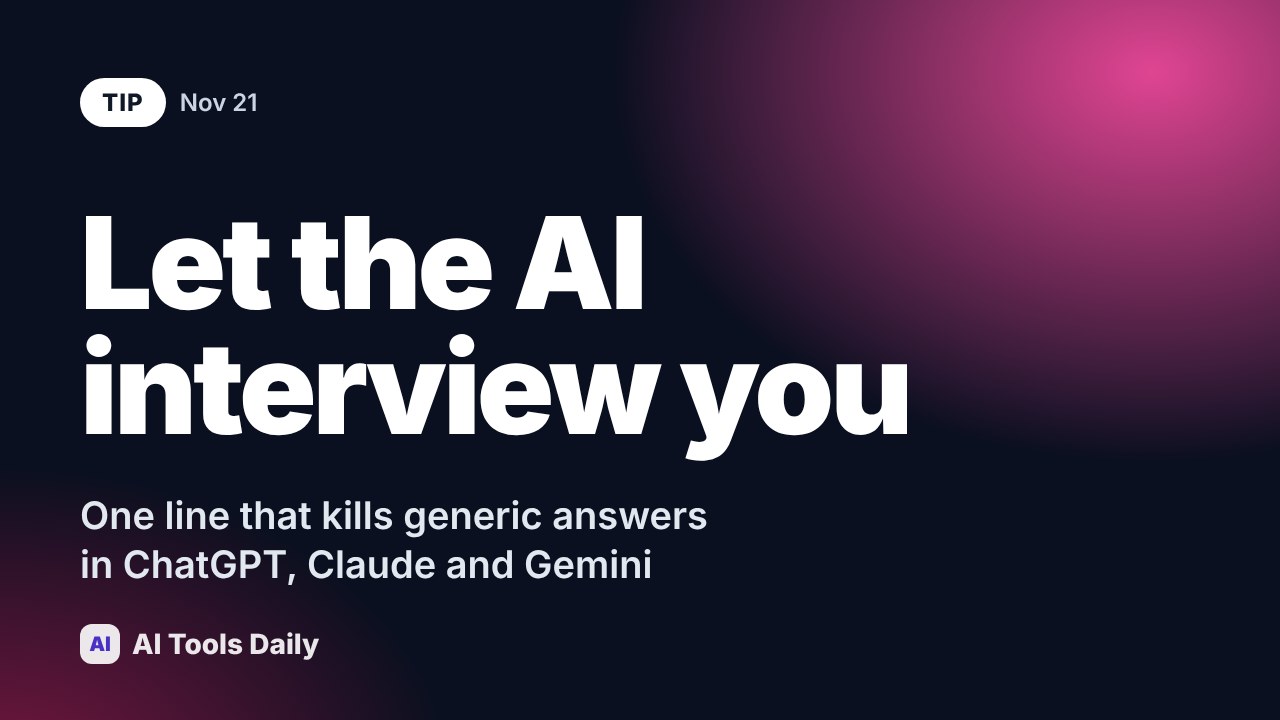 TIP Nov 21
Let the AI
interview you
One line that kills generic answers
in ChatGPT, Claude and Gemini
AI AI Tools Daily